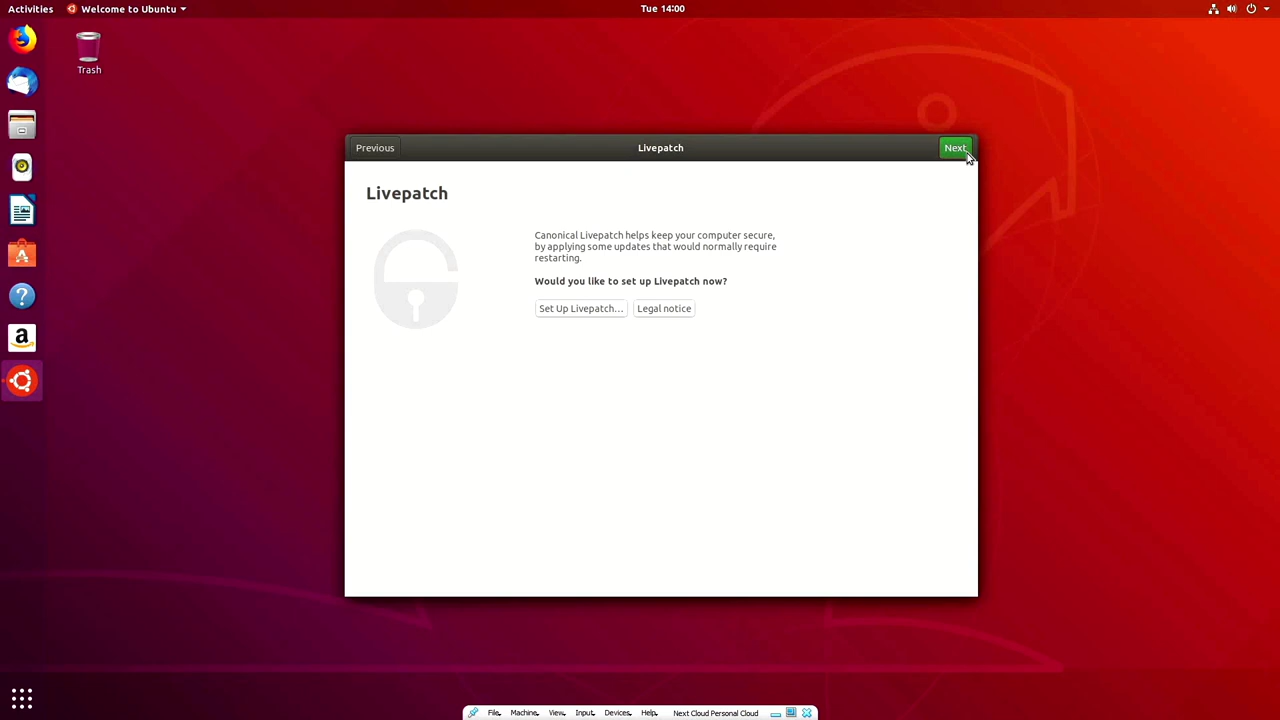 Activities
Welcome to Ubuntu
Tue 14:00
Trash
Previous
Livepatch
Next
Livepatch
Canonical Livepatch helps keep your computer secure,
by applying some updates that would normally require
restarting.
Would you like to set up Livepatch now?
Set Up Livepatch...
Legal notice
File
Machine
View
Input
Devices
Help
Next Cloud Personal Cloud